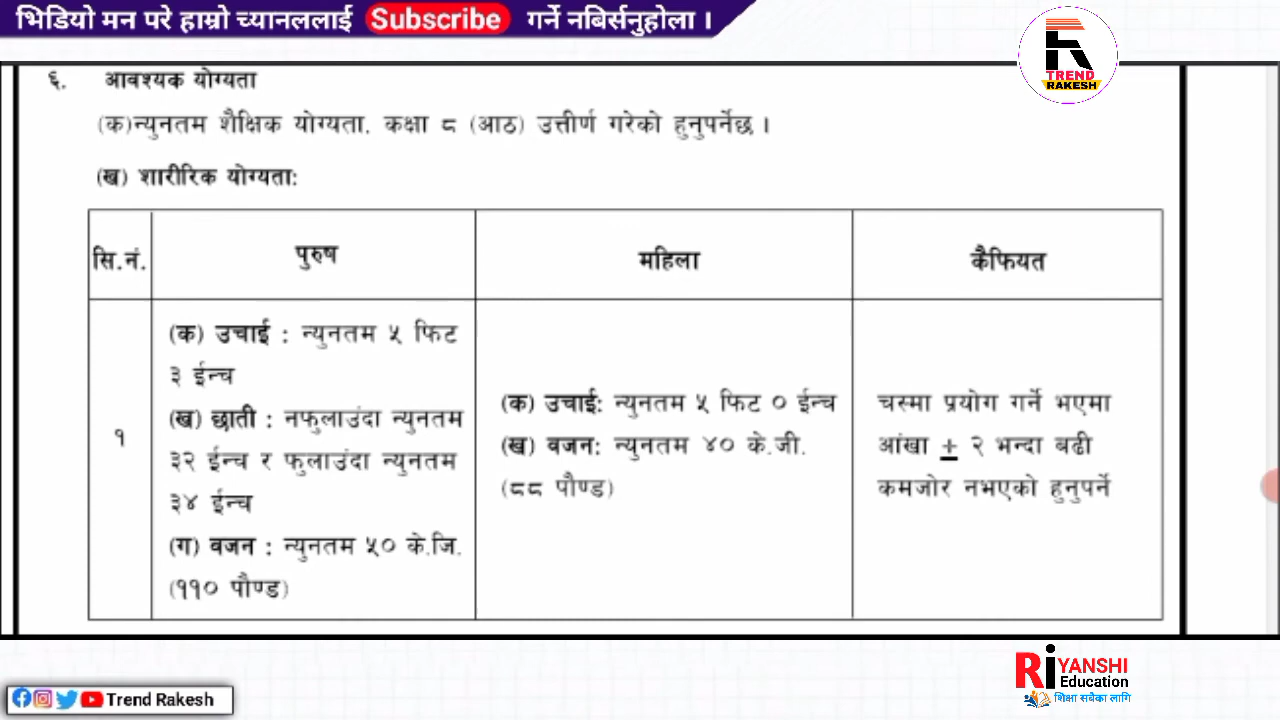 भिडियो मन परे हाम्रो च्यानललाई Subscribe गर्ने नबिर्सनुहोला ।
TREND
RAKESH
६. आवश्यक योग्यता
(क)न्युनतम शैक्षिक योग्यता, कक्षा ८ (आठ) उत्तीर्ण गरेको हुनुपर्नेछ ।
(ख) शारीरिक योग्यताः
सि.नं.
पुरुष
महिला
कैफियत
१
(क) उचाई : न्युनतम ५ फिट
३ ईन्च
(ख) छाती : नफुलाउंदा न्युनतम
३२ ईन्च र फुलाउंदा न्युनतम
३४ ईन्च
(ग) वजन : न्युनतम ५० के.जि.
(११० पौण्ड)
(क) उचाई: न्युनतम ५ फिट ० ईन्च
(ख) वजन: न्युनतम ४० के.जी.
(८८ पौण्ड)
चस्मा प्रयोग गर्ने भएमा
आंखा ± २ भन्दा बढी
कमजोर नभएको हुनुपर्ने
Trend Rakesh
RiYANSHI
Education
शिक्षा सबैका लागि